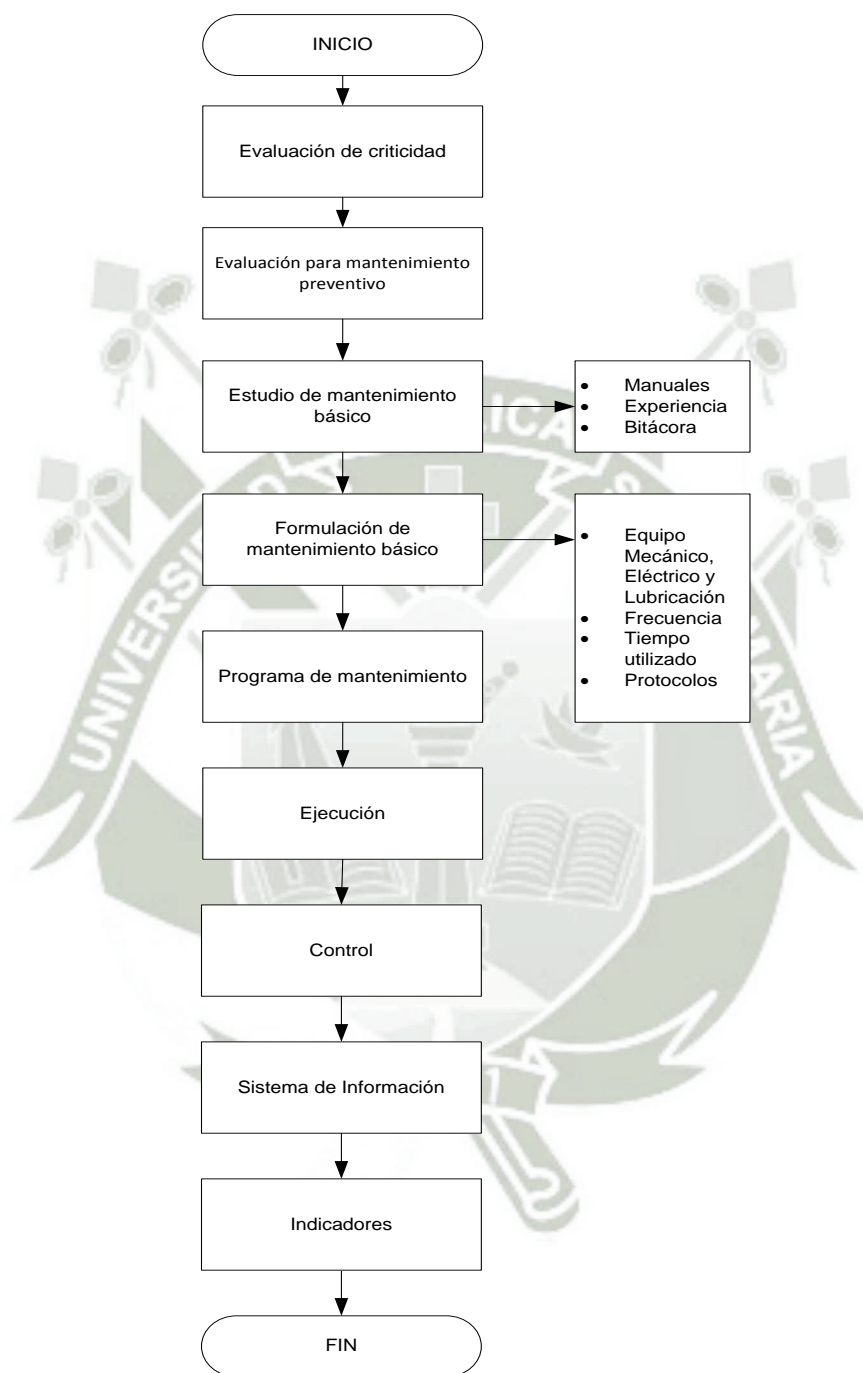 INICIO
Evaluación de criticidad
Evaluación para mantenimiento
preventivo
Estudio de mantenimiento
básico
• Manuales
• Experiencia
• Bitácora
Formulación de
mantenimiento básico
• Equipo
Mecánico,
Eléctrico y
Lubricación
• Frecuencia
• Tiempo
utilizado
• Protocolos
Programa de mantenimiento
Ejecución
Control
Sistema de Información
Indicadores
FIN